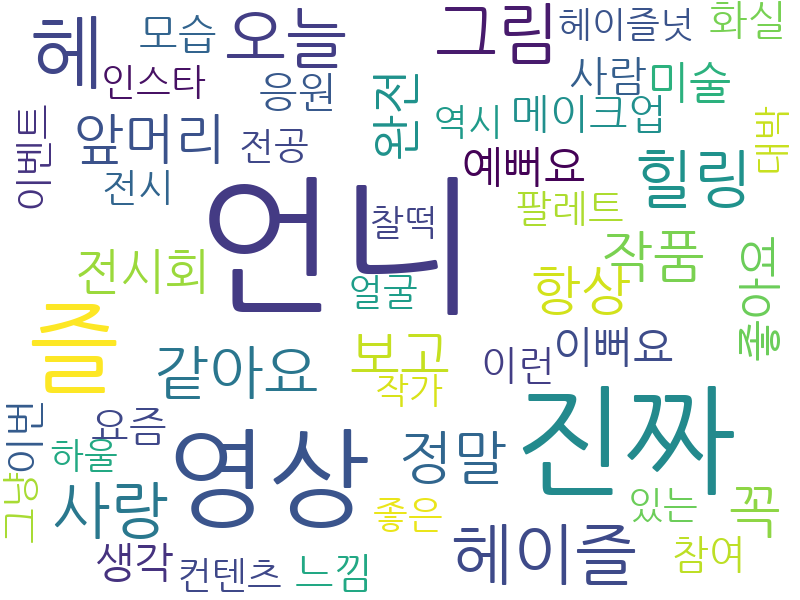 헤 모습 오늘 그림 헤이즐넛 화실
인스타 응원 완전 사람 미술
이벤트 앞머리 전공 역시 메이크업 대박
전시 예뻐요 힐링
언니 찰떡 팔레트
전시회 얼굴 항상 작품 좋아여
즐 같아요 보고 이런 이뻐요
작가
이번 요즘 영상 정말 진짜
하울
그냥 사랑 좋은 있는 꼭
생각 컨텐츠 느낌 헤이즐 참여